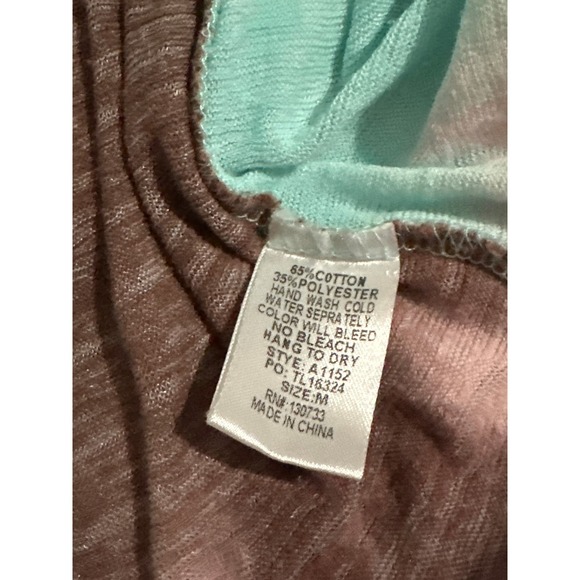 65%COTTON
35%POLYESTER
HAND WASH COLD
WATER SEPRATELY
COLOR WILL BLEED
NO BLEACH
HANG TO DRY
STYE: A1152
PO: TL16324
SIZE:M
RN#:130733
MADE IN CHINA